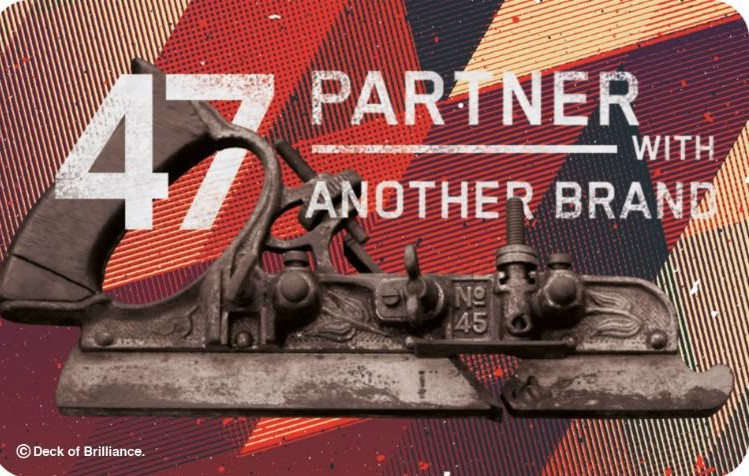 47 PARTNER
WITH
ANOTHER BRAND
Nº
45
© Deck of Brilliance.